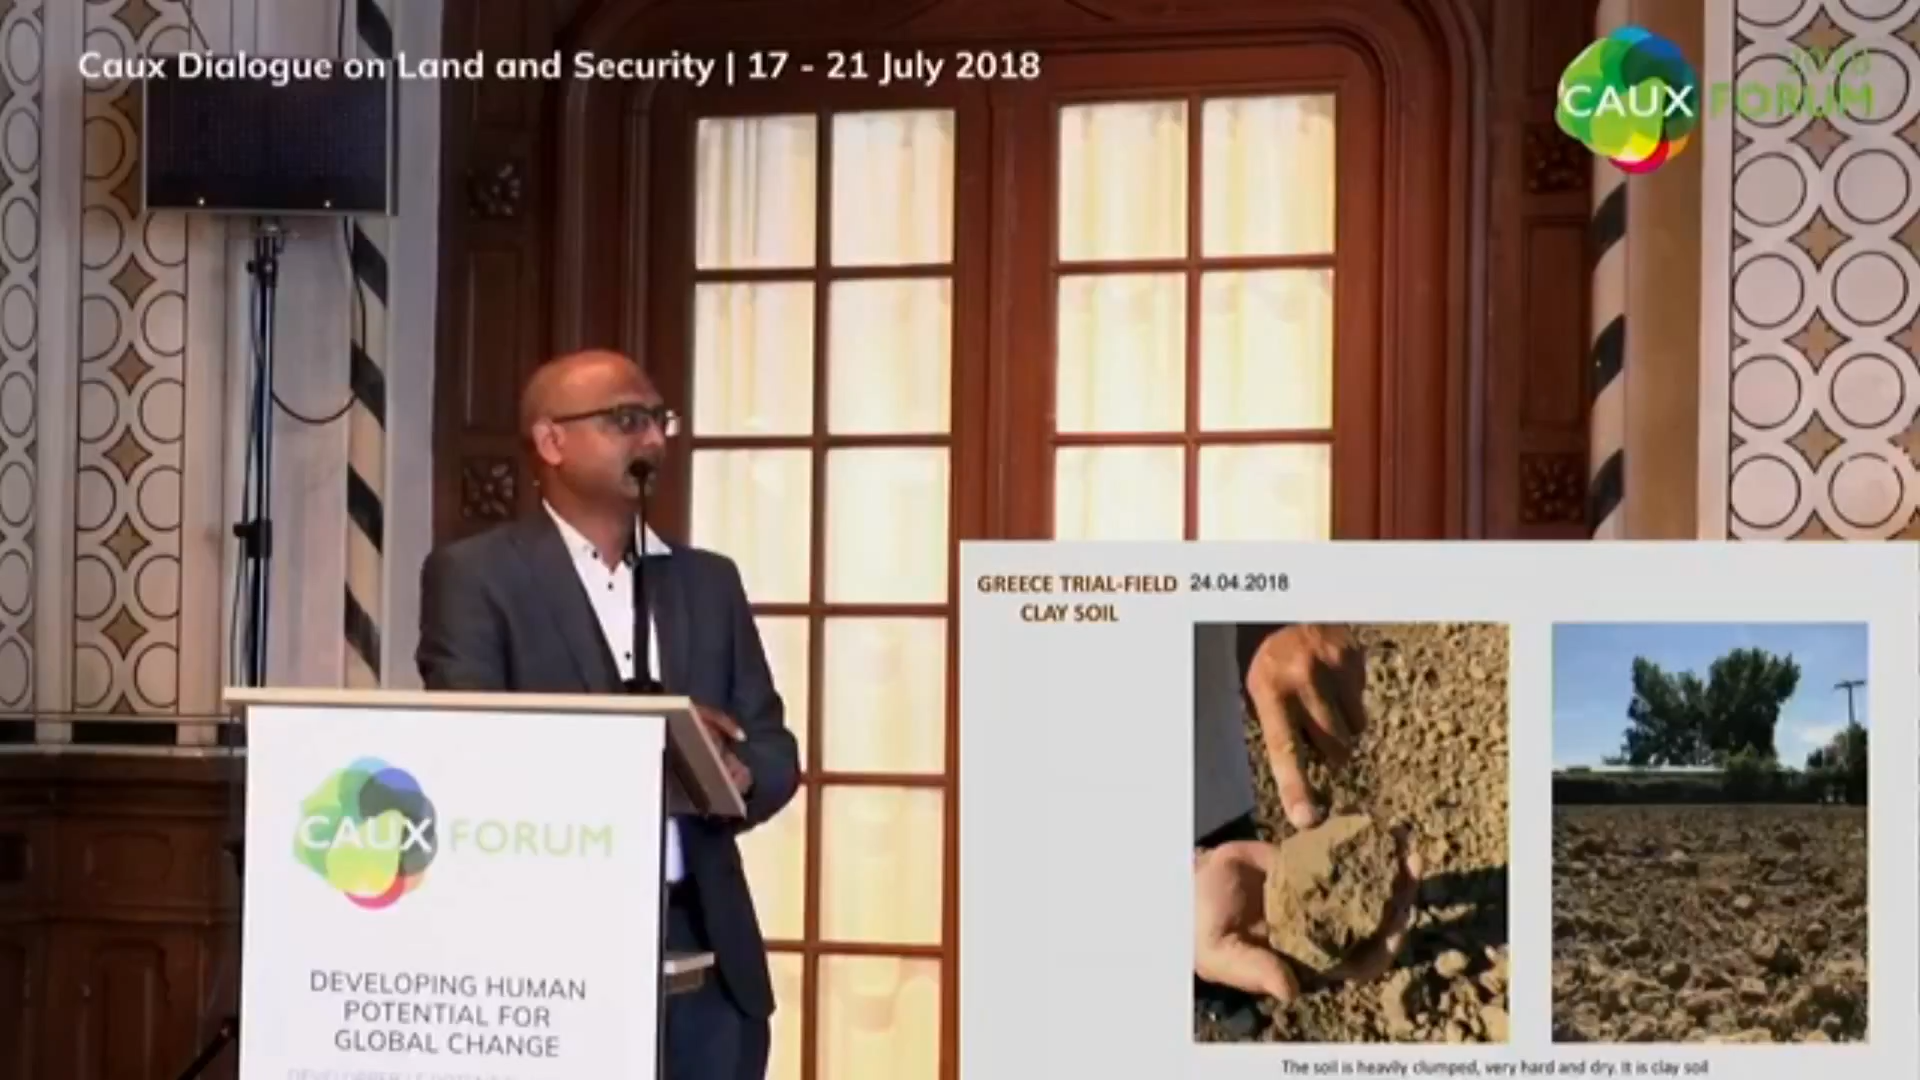 Caux Dialogue on Land and Security | 17 - 21 July 2018
2018
CAUX FORUM
GREECE TRIAL-FIELD 24.04.2018
CLAY SOIL
The soil is heavily clumped, very hard and dry. It is clay soil
CAUX FORUM
DEVELOPING HUMAN
POTENTIAL FOR
GLOBAL CHANGE